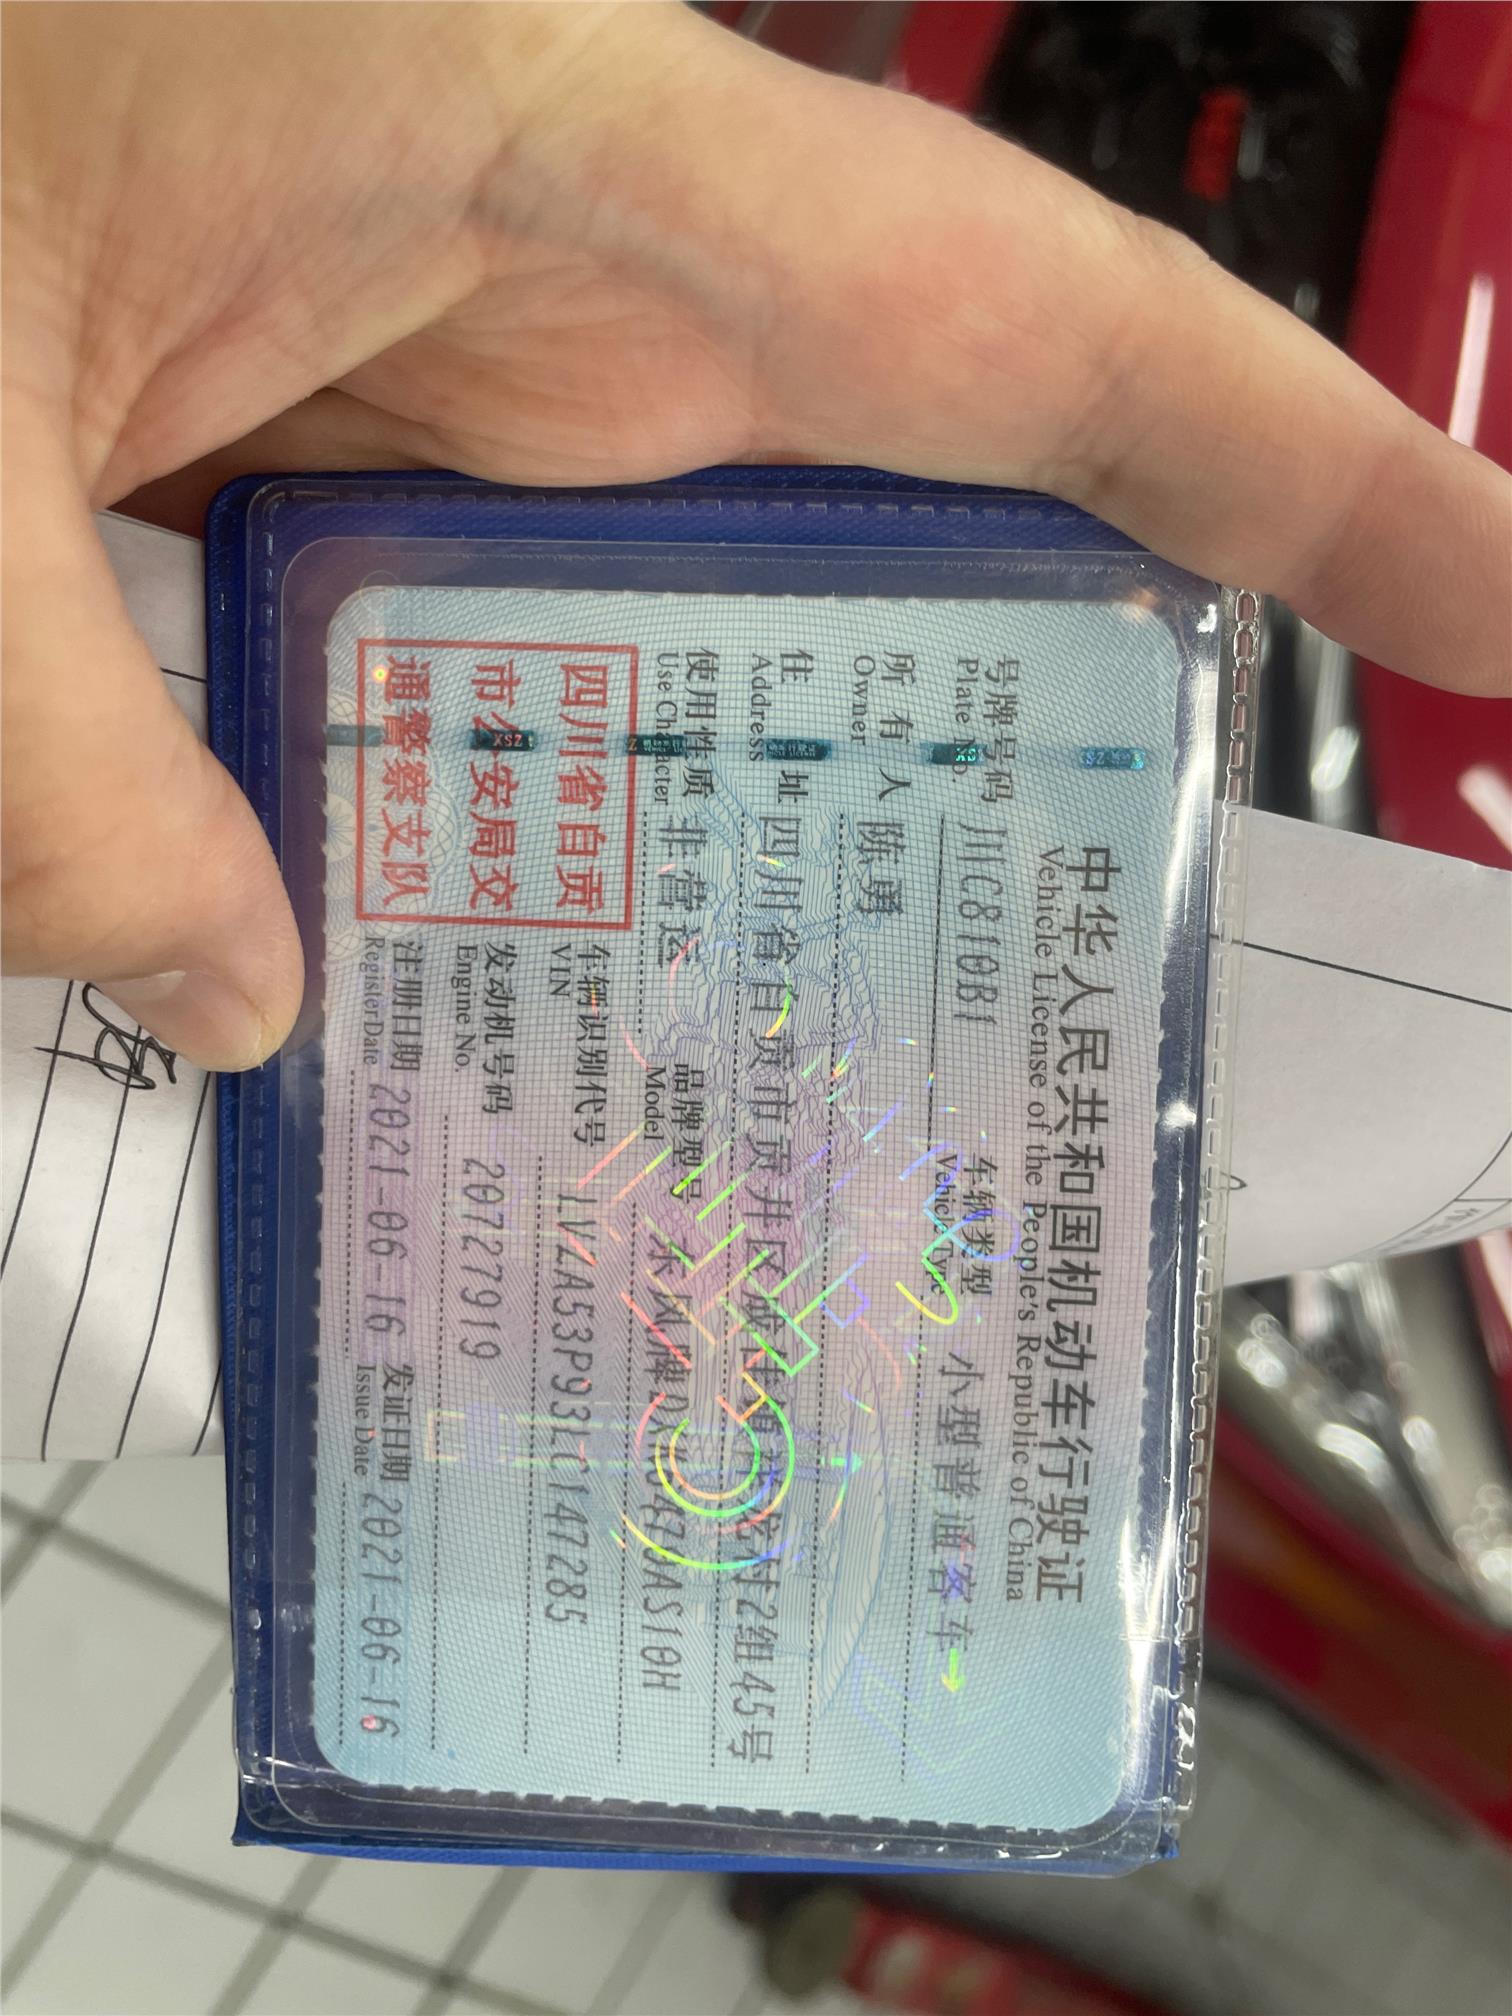 中华人民共和国机动车行驶证
Vehicle License of the People's Republic of China
号牌号码 川C810B1 车辆类型 小型普通客车
Plate No. Vehicle Type
所有人 陈勇
Owner
住址 四川省自贡市贡井区成佳镇 村2组45号
Address
使用性质 非营运 品牌型号 东风牌
Use Character Model
四川省自贡
市公安局交
通警察支队
车辆识别代号 LVZA53P93LC147285
VIN
发动机号码 20727919
Engine No.
注册日期 2021-06-16 发证日期 2021-06-16
Register Date Issue Date